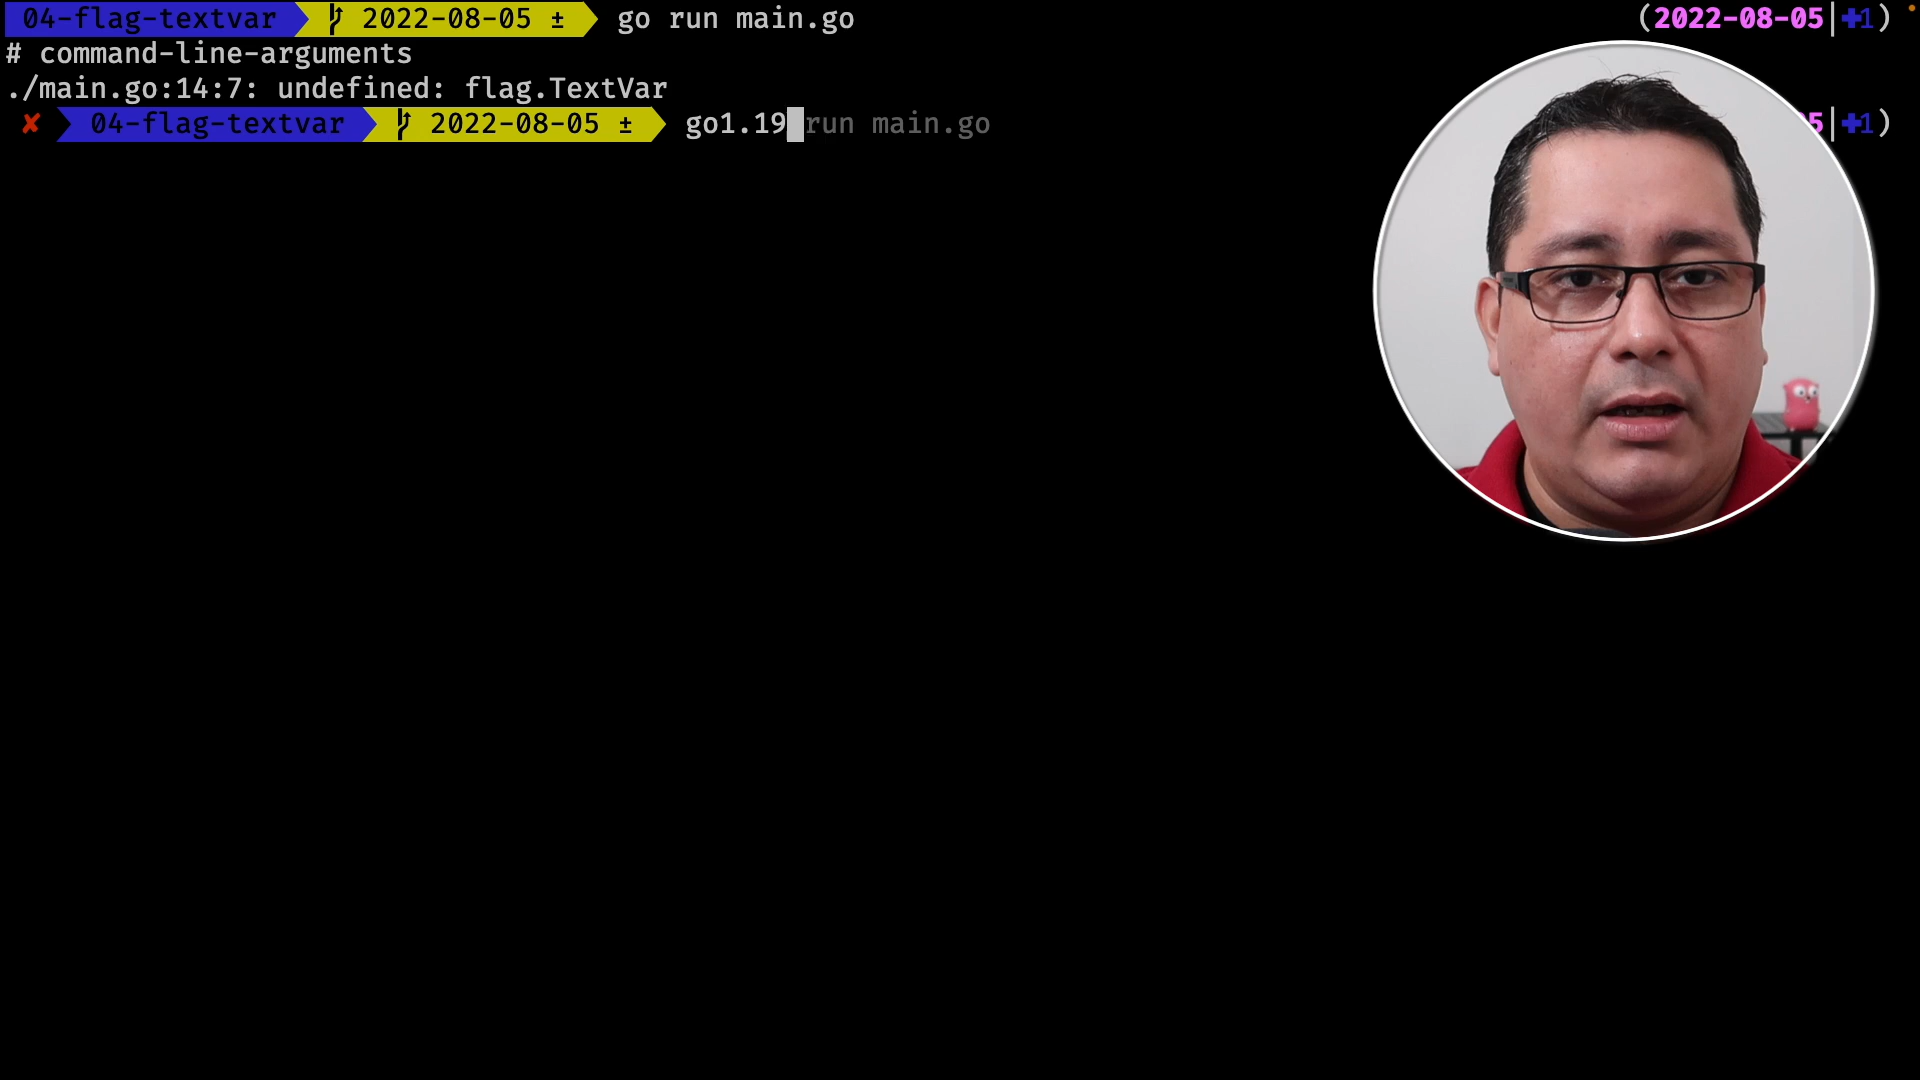 04-flag-textvar 2022-08-05 ± go run main.go (2022-08-05|✚1)
# command-line-arguments
./main.go:14:7: undefined: flag.TextVar
✘ 04-flag-textvar 2022-08-05 ± go1.19 run main.go 5|✚1)